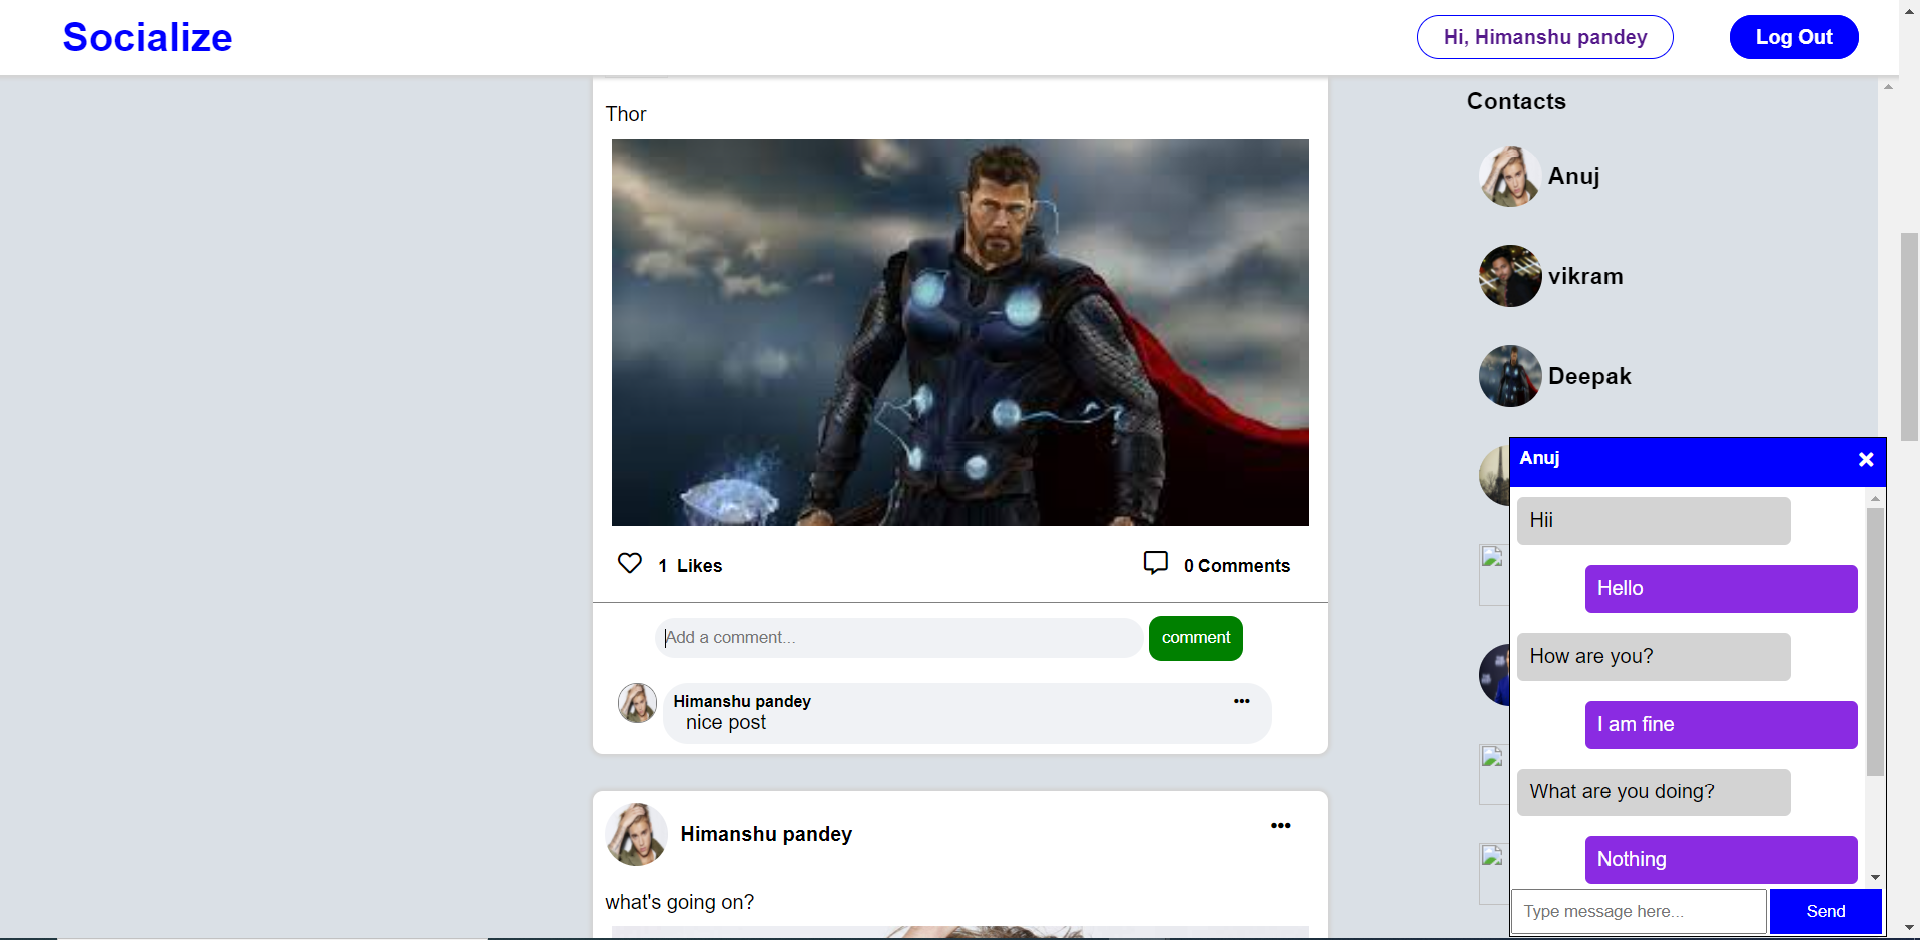 Socialize
Hi, Himanshu pandey
Log Out
Thor
1 Likes
0 Comments
Add a comment...
comment
Himanshu pandey
•••
nice post
Himanshu pandey
•••
what's going on?
Contacts
Anuj
vikram
Deepak
Anuj
×
Hii
Hello
How are you?
I am fine
What are you doing?
Nothing
Type message here...
Send